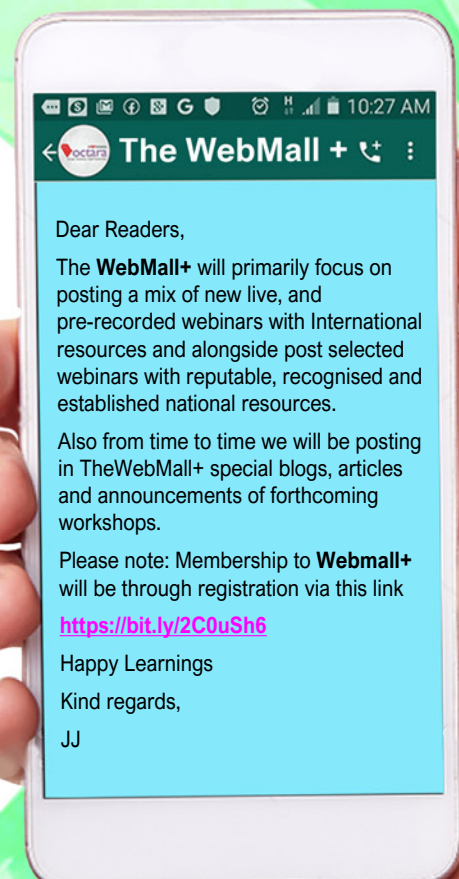 10:27 AM
octara
The WebMall +
Dear Readers,
The WebMall+ will primarily focus on
posting a mix of new live, and
pre-recorded webinars with International
resources and alongside post selected
webinars with reputable, recognised and
established national resources.
Also from time to time we will be posting
in TheWebMall+ special blogs, articles
and announcements of forthcoming
workshops.
Please note: Membership to Webmall+
will be through registration via this link
https://bit.ly/2C0uSh6
Happy Learnings
Kind regards,
JJ